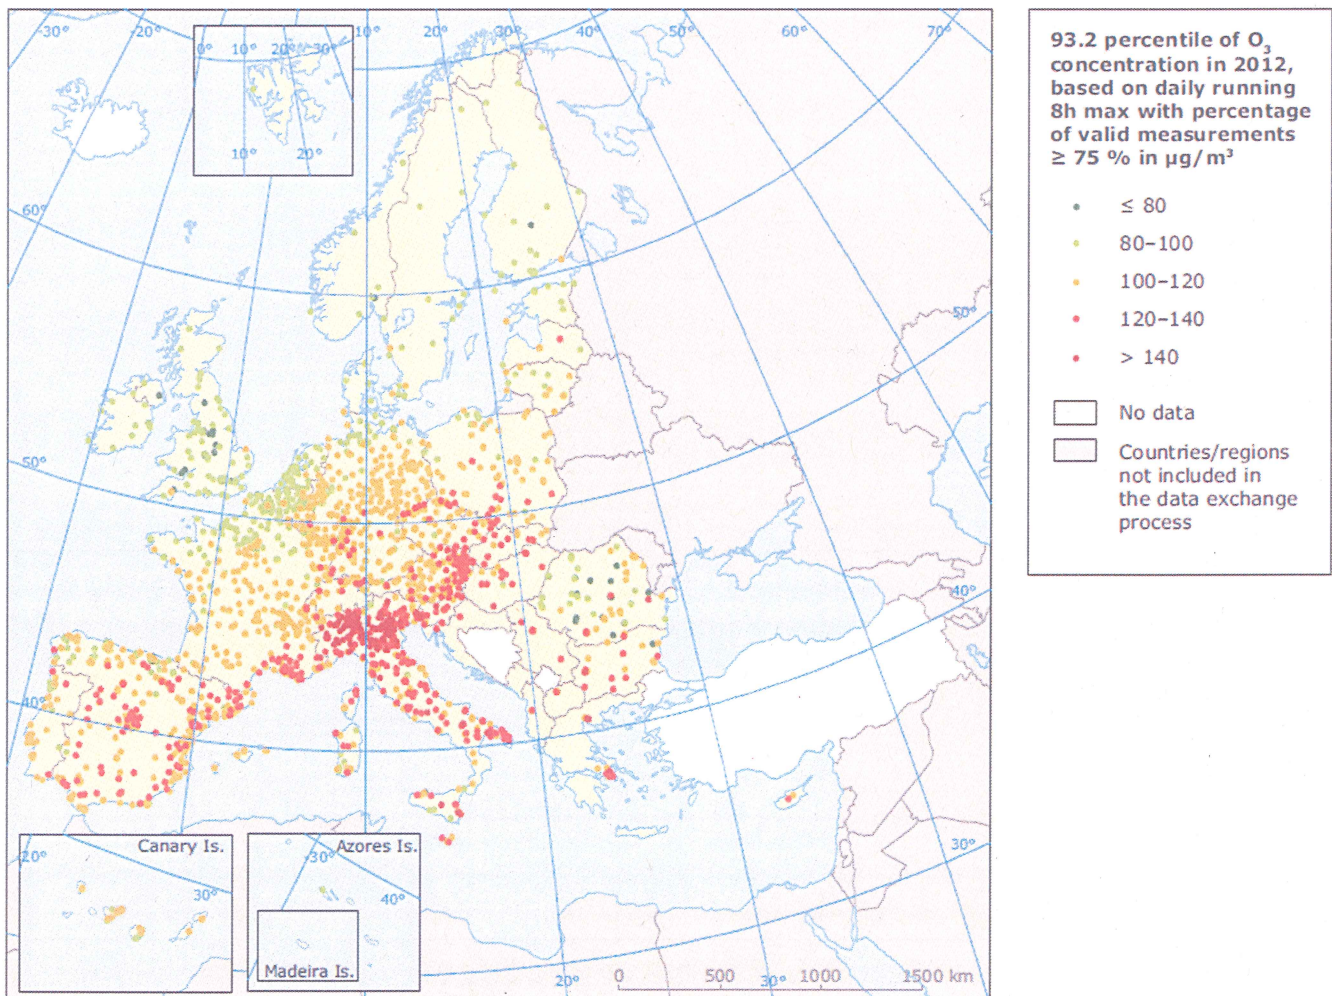 -30°
-20°
10°
20°
30°
50°
60°
70°
0° 10° 20° 30°
10° 20°
60°
40°
50°
50°
40°
40°
30°
20°
30°
Canary Is.
-20°
30°
Azores Is.
-30°
40°
Madeira Is.
0 500 1000 1500 km
93.2 percentile of O₃
concentration in 2012,
based on daily running
8h max with percentage
of valid measurements
≥ 75 % in µg/m³
≤ 80
80–100
100–120
120–140
> 140
No data
Countries/regions
not included in
the data exchange
process